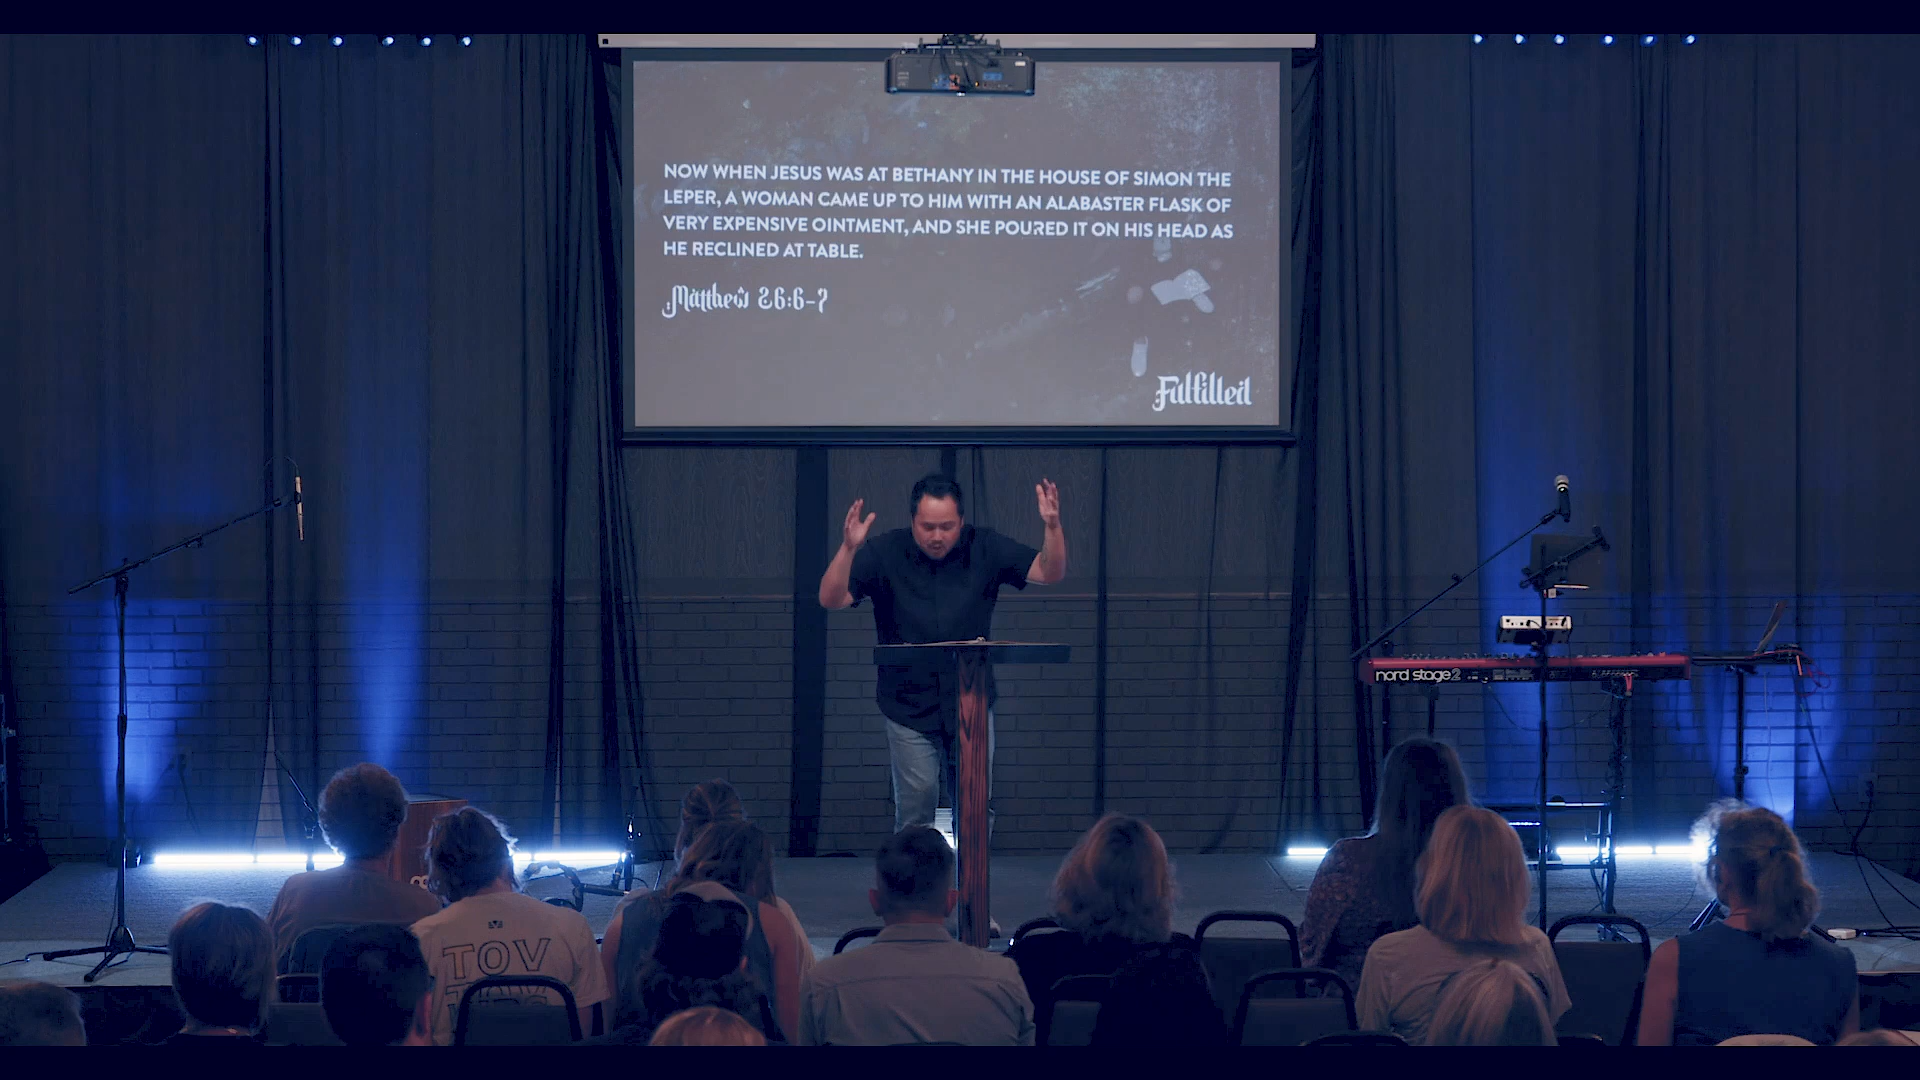 NOW WHEN JESUS WAS AT BETHANY IN THE HOUSE OF SIMON THE
LEPER, A WOMAN CAME UP TO HIM WITH AN ALABASTER FLASK OF
VERY EXPENSIVE OINTMENT, AND SHE POURED IT ON HIS HEAD AS
HE RECLINED AT TABLE.
Matthew 26:6-7
Fulfilled
nord stage 2
TOV